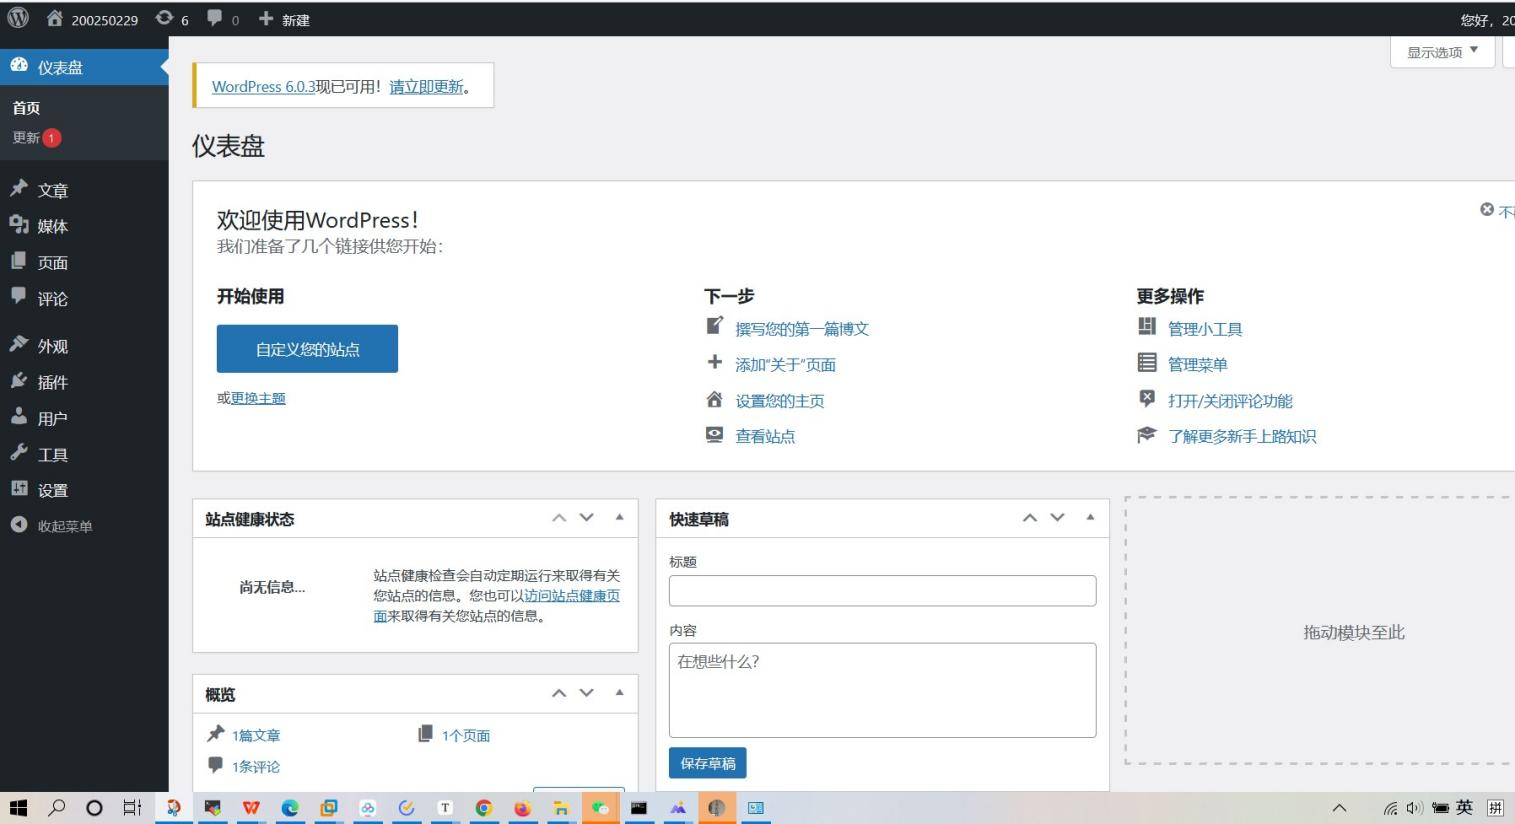 200250229 6 0 新建
您好，20
仪表盘
首页
更新 1
文章
媒体
页面
评论
外观
插件
用户
工具
设置
收起菜单
显示选项
WordPress 6.0.3现已可用！请立即更新。
仪表盘
欢迎使用WordPress！
我们准备了几个链接供您开始：
不
开始使用
自定义您的站点
或更换主题
下一步
撰写您的第一篇博文
添加“关于”页面
设置您的主页
查看站点
更多操作
管理小工具
管理菜单
打开/关闭评论功能
了解更多新手上路知识
站点健康状态
尚无信息…
站点健康检查会自动定期运行来取得有关
您站点的信息。您也可以访问站点健康页
面来取得有关您站点的信息。
概览
1篇文章
1个页面
1条评论
快速草稿
标题
内容
在想些什么？
保存草稿
拖动模块至此
T
英
拼